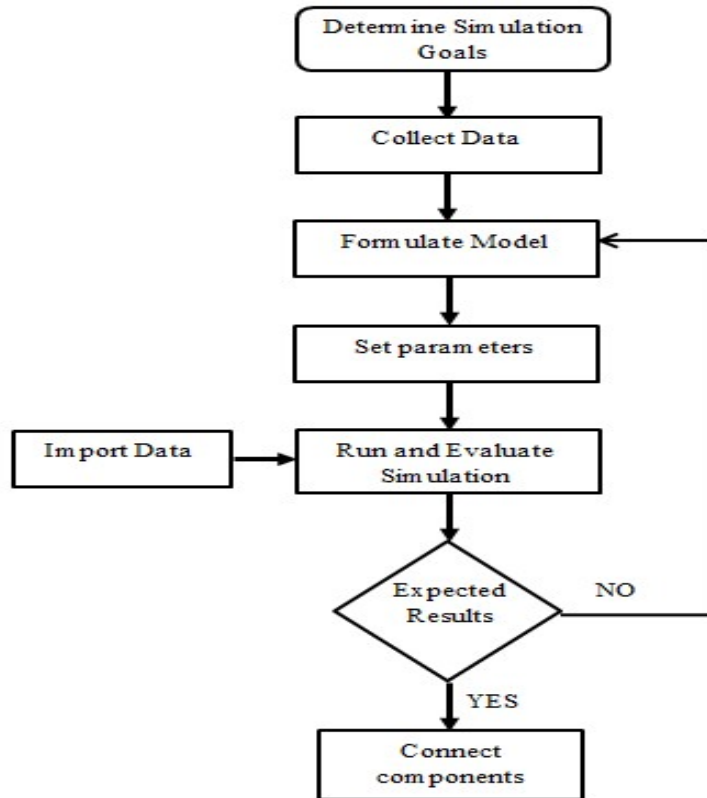 Determine Simulation
Goals
Collect Data
Formulate Model
Set parameters
Import Data
Run and Evaluate
Simulation
Expected
Results
NO
YES
Connect
components